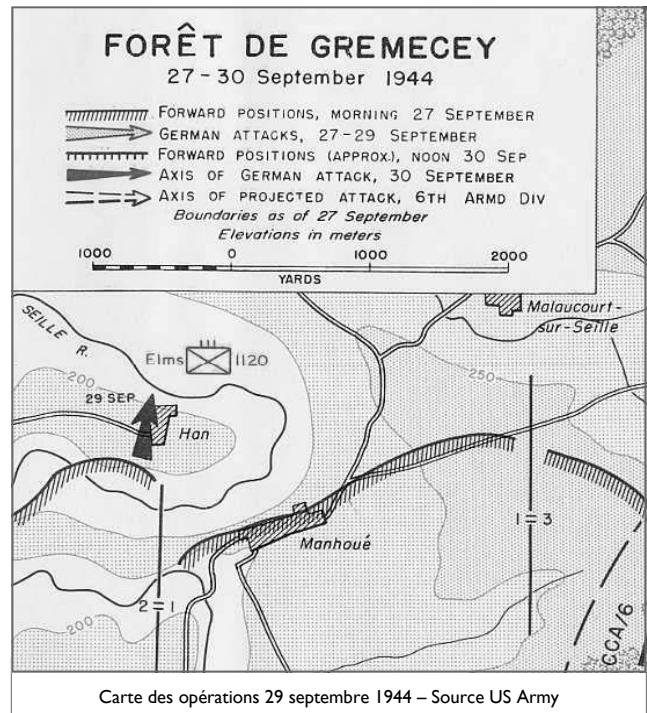 FORÊT DE GREMECEY
27-30 September 1944
FORWARD POSITIONS, MORNING 27 SEPTEMBER
GERMAN ATTACKS, 27-29 SEPTEMBER
FORWARD POSITIONS (APPROX.), NOON 30 SEP
AXIS OF GERMAN ATTACK, 30 SEPTEMBER
AXIS OF PROJECTED ATTACK, 6TH ARMD DIV
Boundaries as of 27 September
Elevations in meters
1000 0 1000 2000
YARDS
Malaucourt-
sur-Seille
SEILLE R.
Elms 1120
200
250
29 SEP
Han
1=3
Manhoué
2=1
200
CCA/6
Carte des opérations 29 septembre 1944 – Source US Army